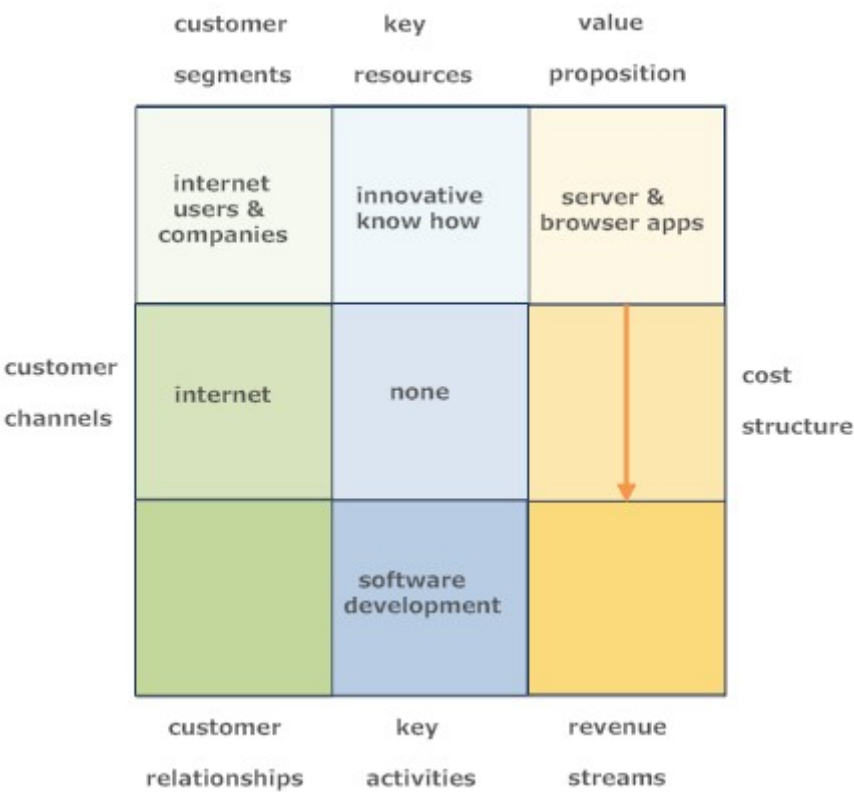 customer
segments
key
resources
value
proposition
internet
users &
companies
innovative
know how
server &
browser apps
customer
channels
internet
none
cost
structure
software
development
customer
relationships
key
activities
revenue
streams